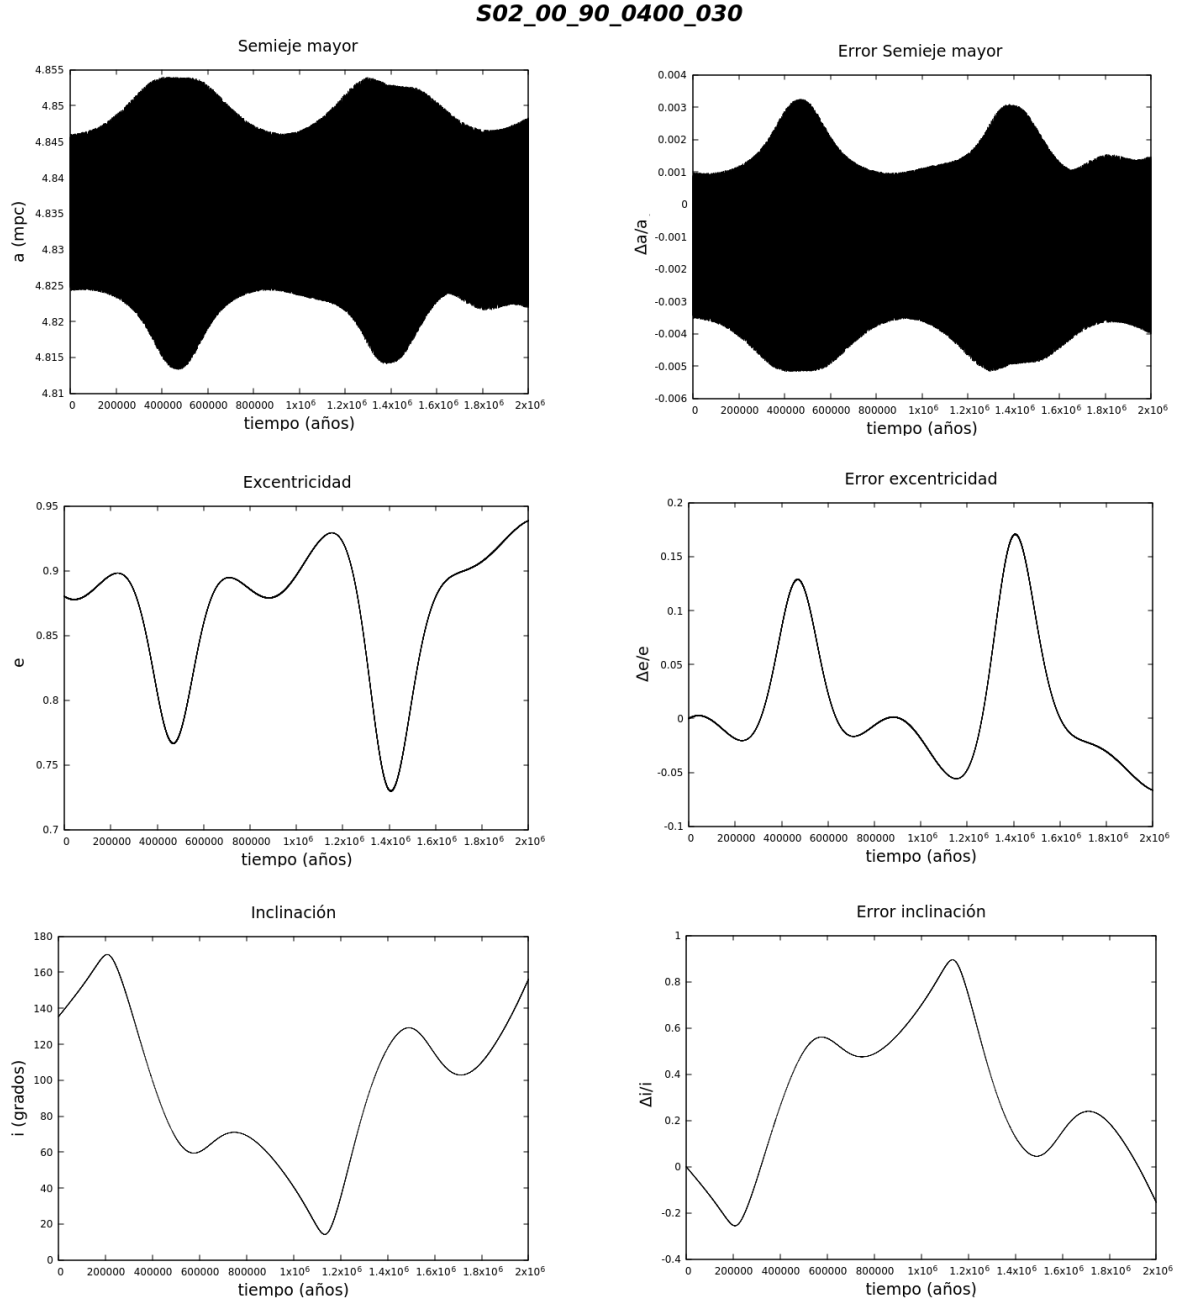 S02_00_90_0400_030
Semieje mayor
4.855
4.85
4.845
4.84
4.835
4.83
4.825
4.82
4.815
4.81
a (mpc)
0 200000 400000 600000 800000 1x10⁶ 1.2x10⁶ 1.4x10⁶ 1.6x10⁶ 1.8x10⁶ 2x10⁶
tiempo (años)
Error Semieje mayor
0.004
0.003
0.002
0.001
0
-0.001
-0.002
-0.003
-0.004
-0.005
-0.006
Δa/a
0 200000 400000 600000 800000 1x10⁶ 1.2x10⁶ 1.4x10⁶ 1.6x10⁶ 1.8x10⁶ 2x10⁶
tiempo (años)
Excentricidad
0.95
0.9
0.85
0.8
0.75
0.7
e
0 200000 400000 600000 800000 1x10⁶ 1.2x10⁶ 1.4x10⁶ 1.6x10⁶ 1.8x10⁶ 2x10⁶
tiempo (años)
Error excentricidad
0.2
0.15
0.1
0.05
0
-0.05
-0.1
Δe/e
0 200000 400000 600000 800000 1x10⁶ 1.2x10⁶ 1.4x10⁶ 1.6x10⁶ 1.8x10⁶ 2x10⁶
tiempo (años)
Inclinación
180
160
140
120
100
80
60
40
20
0
i (grados)
0 200000 400000 600000 800000 1x10⁶ 1.2x10⁶ 1.4x10⁶ 1.6x10⁶ 1.8x10⁶ 2x10⁶
tiempo (años)
Error inclinación
1
0.8
0.6
0.4
0.2
0
-0.2
-0.4
Δi/i
0 200000 400000 600000 800000 1x10⁶ 1.2x10⁶ 1.4x10⁶ 1.6x10⁶ 1.8x10⁶ 2x10⁶
tiempo (años)